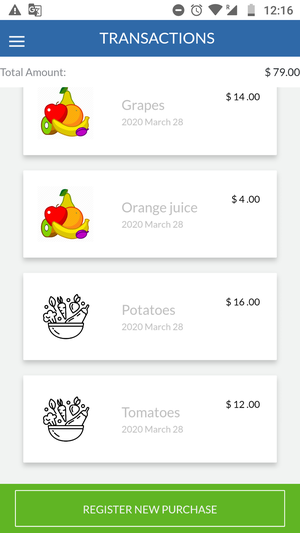 12:16
TRANSACTIONS
Total Amount: $ 79.00
Grapes $ 14 .00
2020 March 28
Orange juice $ 4 .00
2020 March 28
Potatoes $ 16 .00
2020 March 28
Tomatoes $ 12 .00
2020 March 28
REGISTER NEW PURCHASE